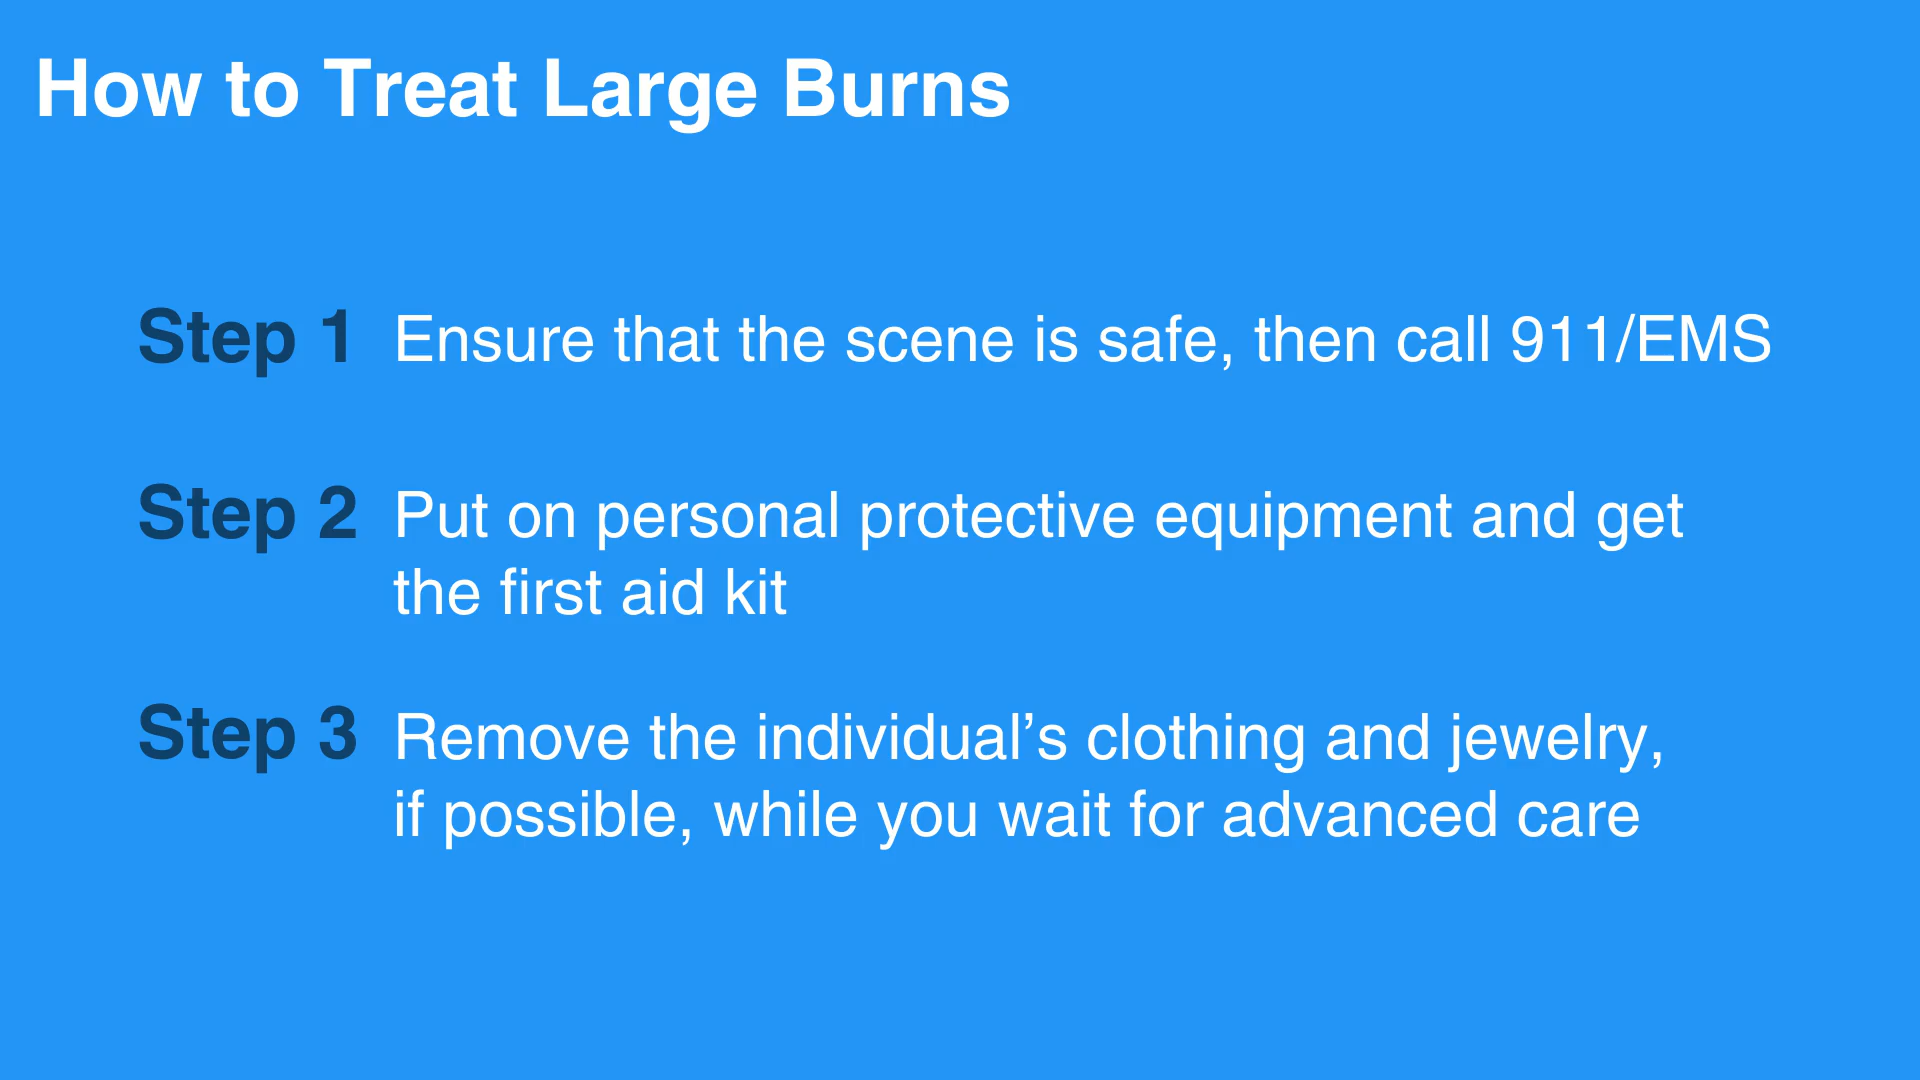 How to Treat Large Burns
Step 1 Ensure that the scene is safe, then call 911/EMS
Step 2 Put on personal protective equipment and get
the first aid kit
Step 3 Remove the individual’s clothing and jewelry,
if possible, while you wait for advanced care